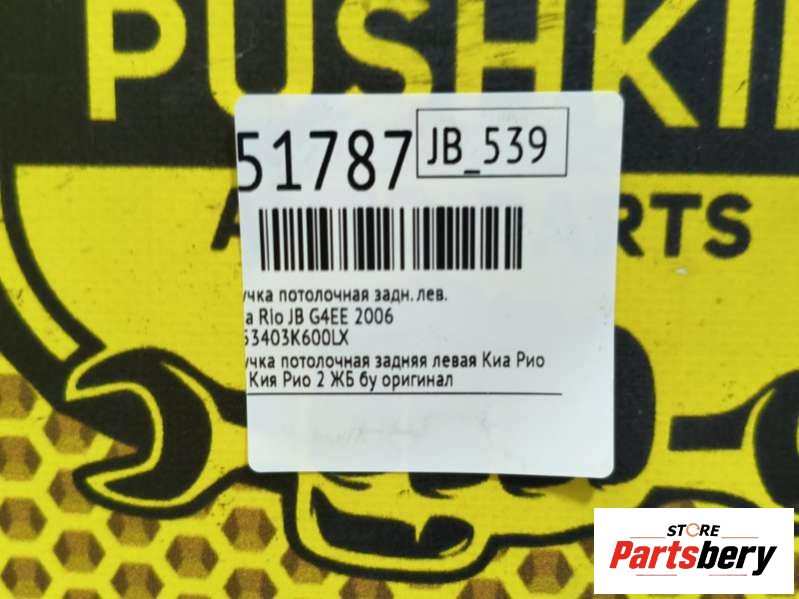 PUSHKI
A RTS
51787
JB_539
учка потолочная задн. лев.
a Rio JB G4EE 2006
53403K600LX
учка потолочная задняя левая Киа Рио
Кия Рио 2 ЖБ бу оригинал
STORE
Partsbery